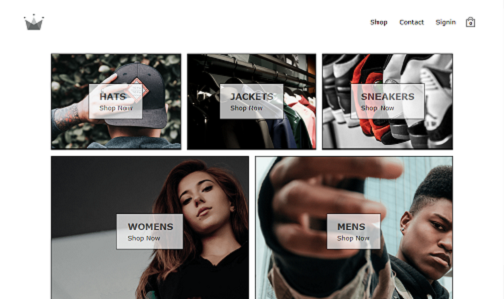 Shop Contact Signin
0
HATS
Shop Now
JACKETS
Shop Now
SNEAKERS
Shop Now
WOMENS
Shop Now
MENS
Shop Now